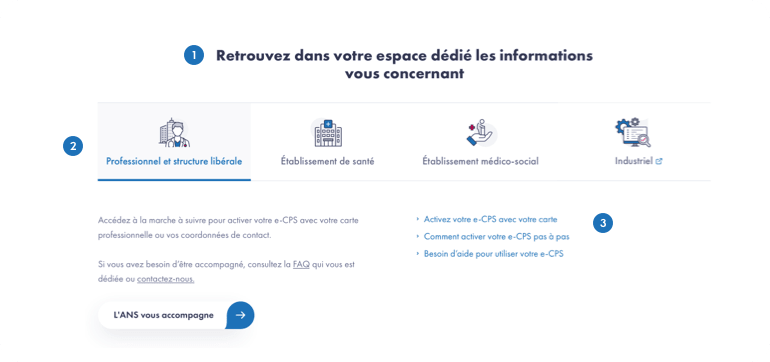 1 Retrouvez dans votre espace dédié les informations
vous concernant
2
Professionnel et structure libérale
Établissement de santé
Établissement médico-social
Industriel
Accédez à la marche à suivre pour activer votre e-CPS avec votre carte
professionnelle ou vos coordonnées de contact.
Si vous avez besoin d'être accompagné, consultez la FAQ qui vous est
dédiée ou contactez-nous.
L'ANS vous accompagne
Activez votre e-CPS avec votre carte
Comment activer votre e-CPS pas à pas
Besoin d'aide pour utiliser votre e-CPS
3